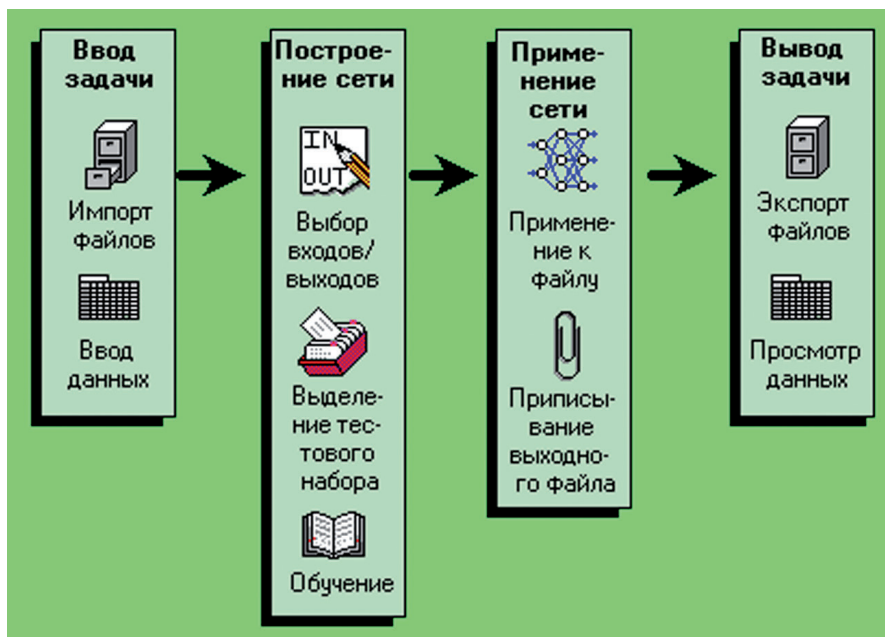 Ввод
задачи
Импорт
файлов
Ввод
данных
Построе-
ние сети
IN
OUT
Выбор
входов/
выходов
Выделе-
ние тес-
тового
набора
Обучение
Приме-
нение
сети
Примене-
ние к
файлу
Приписы-
вание
выходно-
го файла
Вывод
задачи
Экспорт
файлов
Просмотр
данных